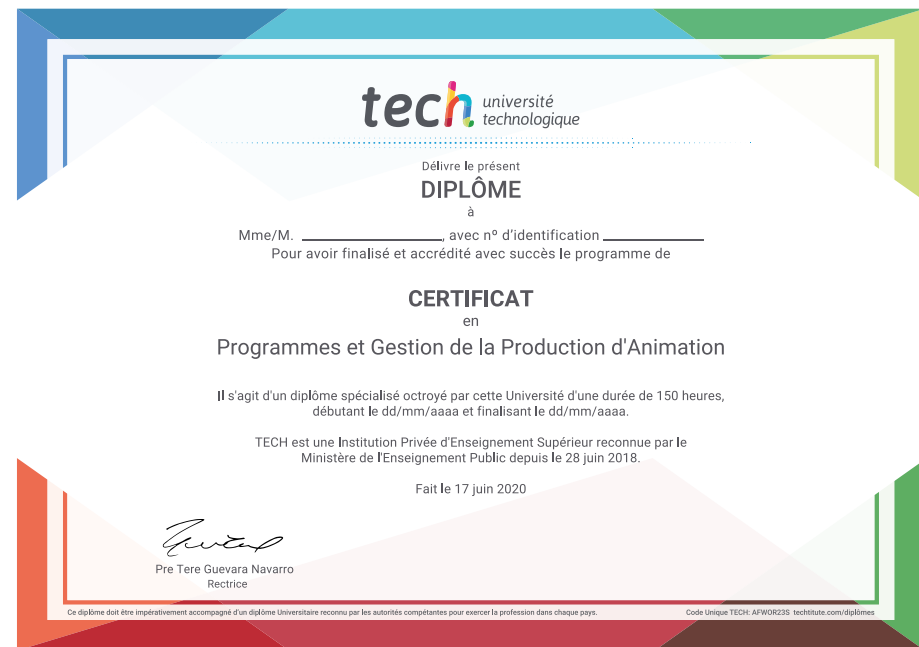 tech université
technologique
Délivre le présent
DIPLÔME
à
Mme/M. ____________________, avec nº d'identification ______________
Pour avoir finalisé et accrédité avec succès le programme de
CERTIFICAT
en
Programmes et Gestion de la Production d'Animation
Il s'agit d'un diplôme spécialisé octroyé par cette Université d'une durée de 150 heures,
débutant le dd/mm/aaaa et finalisant le dd/mm/aaaa.
TECH est une Institution Privée d'Enseignement Supérieur reconnue par le
Ministère de l'Enseignement Public depuis le 28 juin 2018.
Fait le 17 juin 2020
Pre Tere Guevara Navarro
Rectrice
Ce diplôme doit être impérativement accompagné d'un diplôme Universitaire reconnu par les autorités compétantes pour exercer la profession dans chaque pays. Code Unique TECH: AFWOR23S techtitute.com/diplômes